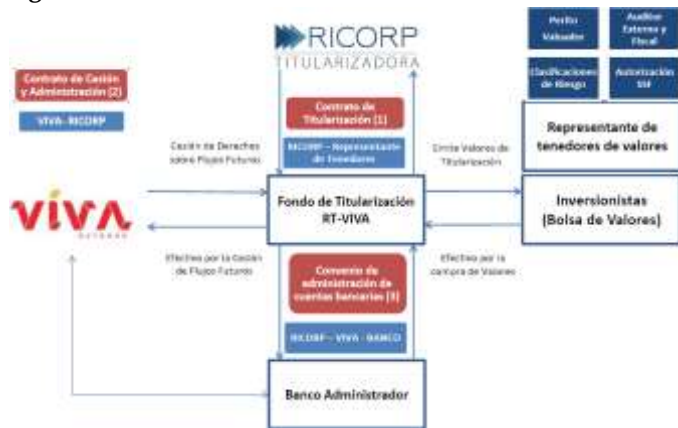 RICORP
TITULARIZADORA
Perito
Valuador
Auditor
Externo y
Fiscal
Clasificaciones
de Riesgo
Autorización
SSF
Contrato de Cesión
y Administración (2)
VIVA- RICORP
Contrato de
Titularización (1)
RICORP – Representante
de Tenedores
Representante de
tenedores de valores
Cesión de Derechos
sobre Flujos Futuros
Emite Valores de
Titularización
Fondo de Titularización
RT-VIVA
Inversionistas
(Bolsa de Valores)
VIVA
OUTDOOR
Efectivo por la Cesión
de Flujos Futuros
Convenio de
administración de
cuentas bancarias (3)
Efectivo por la
compra de Valores
RICORP – VIVA - BANCO
Banco Administrador